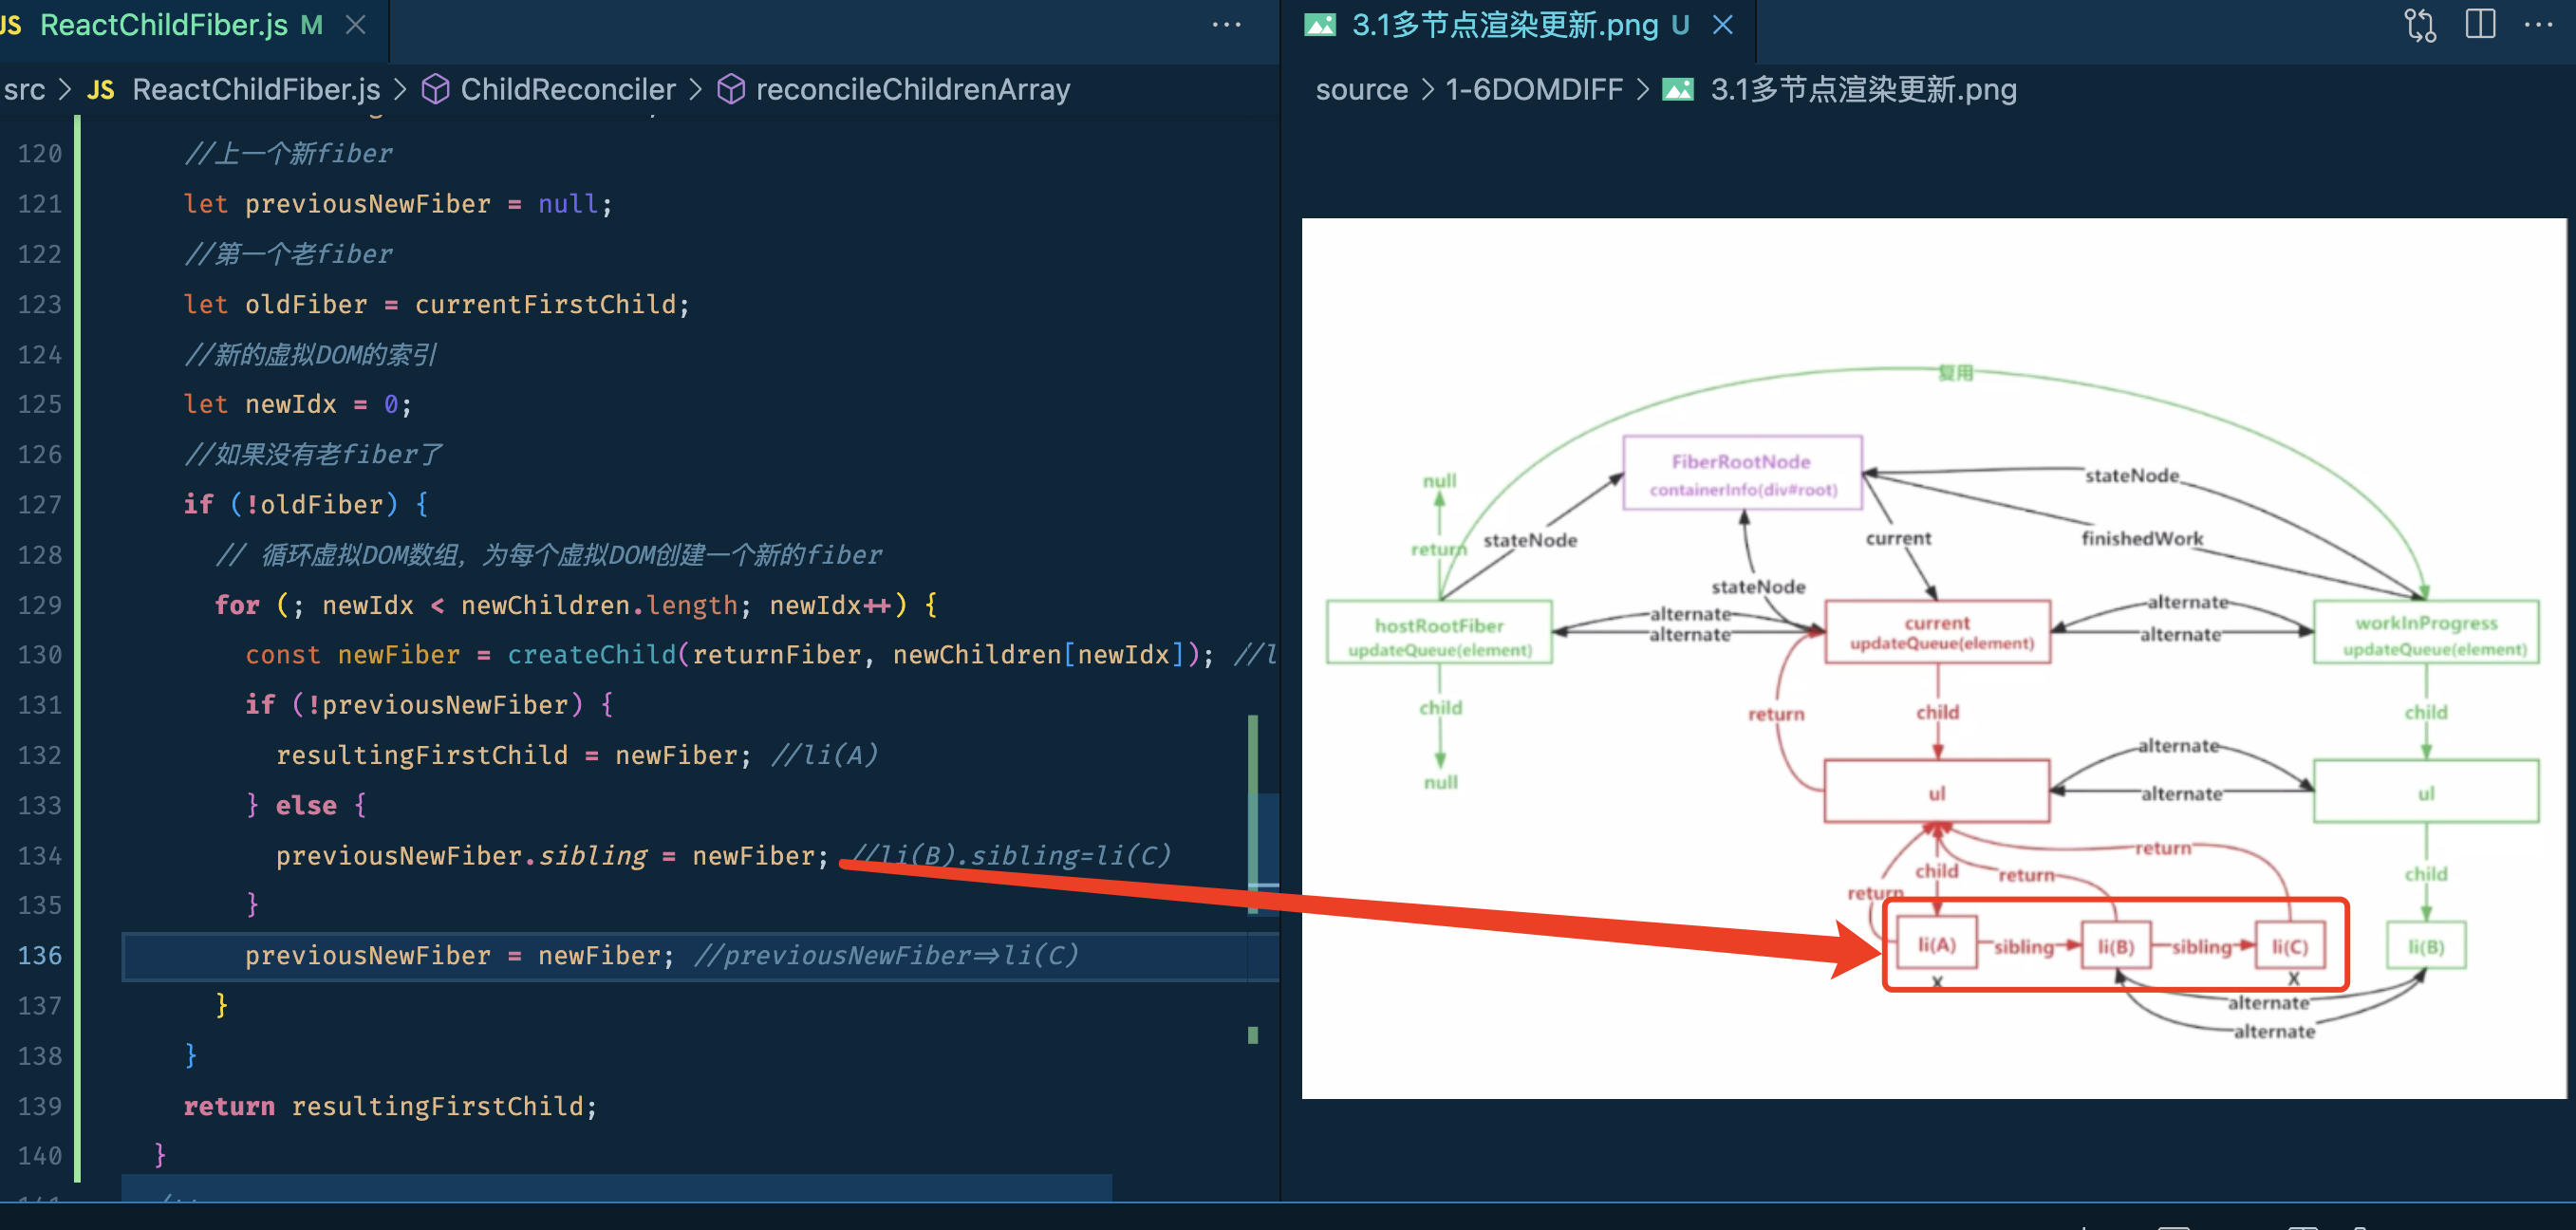 JS ReactChildFiber.js M
src > JS ReactChildFiber.js > ChildReconciler > reconcileChildrenArray
120 //上一个新fiber
121 let previousNewFiber = null;
122 //第一个老fiber
123 let oldFiber = currentFirstChild;
124 //新的虚拟DOM的索引
125 let newIdx = 0;
126 //如果没有老fiber了
127 if (!oldFiber) {
128 // 循环虚拟DOM数组，为每个虚拟DOM创建一个新的fiber
129 for (; newIdx < newChildren.length; newIdx++) {
130 const newFiber = createChild(returnFiber, newChildren[newIdx]); //l
131 if (!previousNewFiber) {
132 resultingFirstChild = newFiber; //li(A)
133 } else {
134 previousNewFiber.sibling = newFiber; //li(B).sibling=li(C)
135 }
136 previousNewFiber = newFiber; //previousNewFiber=>li(C)
137 }
138 }
139 return resultingFirstChild;
140 }
3.1多节点渲染更新.png U
source > 1-6DOMDIFF > 3.1多节点渲染更新.png
复用
FiberRootNode
containerInfo(div#root)
null
return
stateNode
stateNode
current
stateNode
finishedWork
hostRootFiber
updateQueue(element)
alternate
alternate
current
updateQueue(element)
alternate
alternate
workInProgress
updateQueue(element)
child
null
return
child
child
ul
alternate
alternate
ul
return
child
return
return
child
li(A)
sibling
li(B)
sibling
li(C)
li(B)
X
X
alternate
alternate